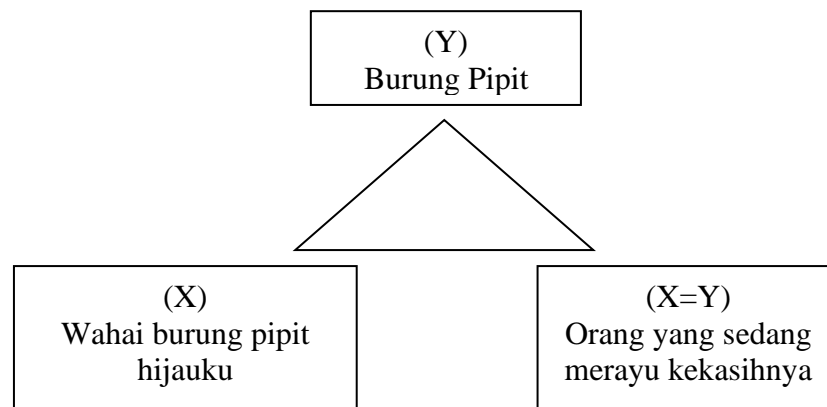 (Y)
Burung Pipit
(X)
Wahai burung pipit
hijauku
(X=Y)
Orang yang sedang
merayu kekasihnya